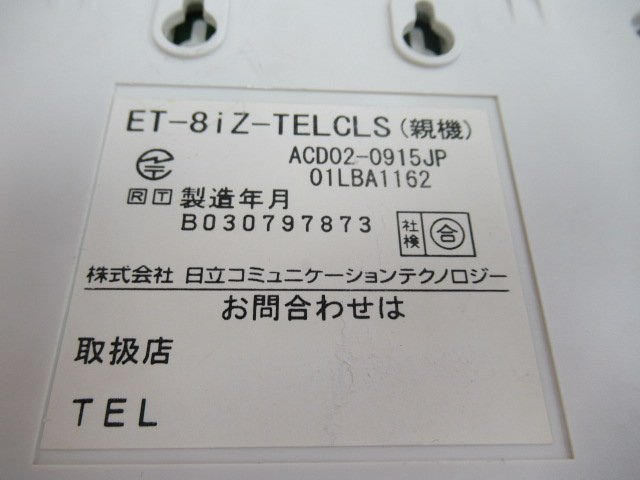 ET-8iZ-TELCLS(親機)
ACD02-0915JP
01LBA1162
R T 製造年月
B030797873
社検 合
株式会社 日立コミュニケーションテクノロジー
お問合わせは
取扱店
TEL